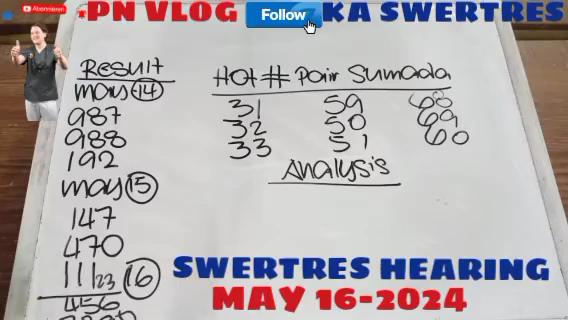 *PN VLOG
Follow
KA SWERTRES
Abonnieren
Result
may 14
987
988
192
may 15
147
470
111/23 16
456
Hot # Pair Sumada
31 59 68
32 50 69
33 51 60
Analysis
SWERTRES HEARING
MAY 16-2024